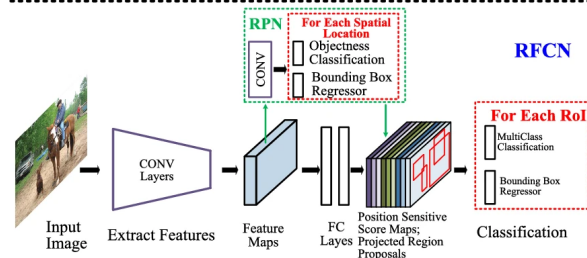 RPN
For Each Spatial
Location
CONV
Objectness
Classification
Bounding Box
Regressor
RFCN
CONV
Layers
For Each RoI
MultiClass
Classification
Bounding Box
Regressor
Input
Image
Extract Features
Feature
Maps
FC
Layes
Position Sensitive
Score Maps;
Projected Region
Proposals
Classification